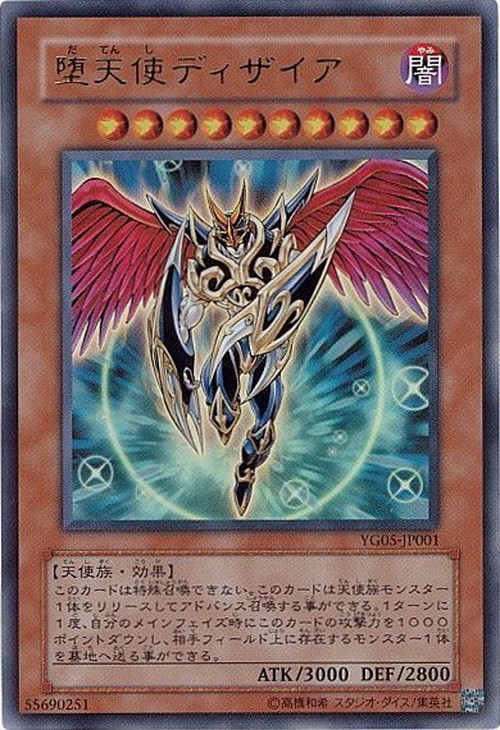 堕天使ディザイア
闇
YG05-JP001
【天使族・効果】
このカードは特殊召喚できない。このカードは天使族モンスター
1体をリリースしてアドバンス召喚する事ができる。1ターンに
1度、自分のメインフェイズ時にこのカードの攻撃力を1000
ポイントダウンし、相手フィールド上に存在するモンスター1体
を墓地へ送る事ができる。
ATK/3000 DEF/2800
55690251
©高橋和希 スタジオ・ダイス/集英社